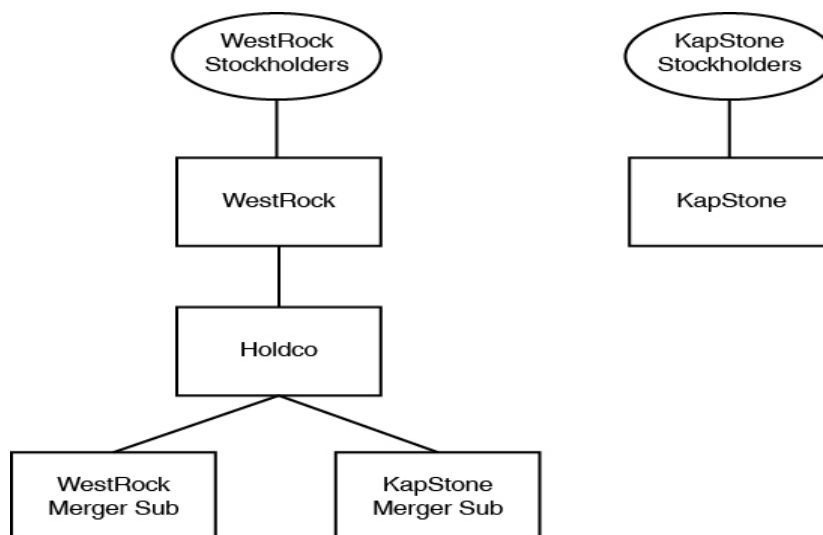 WestRock
Stockholders
KapStone
Stockholders
WestRock
KapStone
Holdco
WestRock
Merger Sub
KapStone
Merger Sub